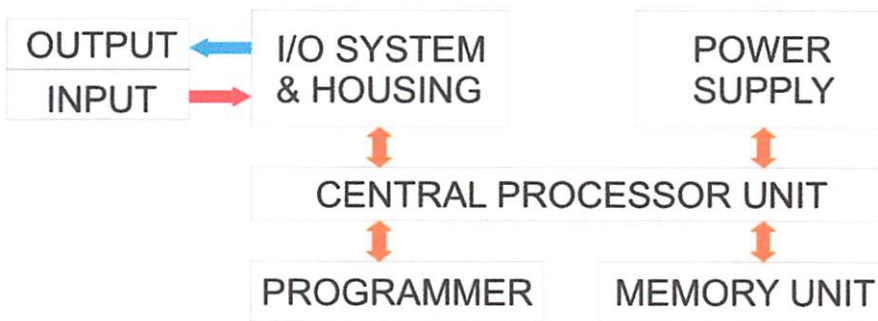 OUTPUT
INPUT
I/O SYSTEM
& HOUSING
POWER
SUPPLY
CENTRAL PROCESSOR UNIT
PROGRAMMER
MEMORY UNIT